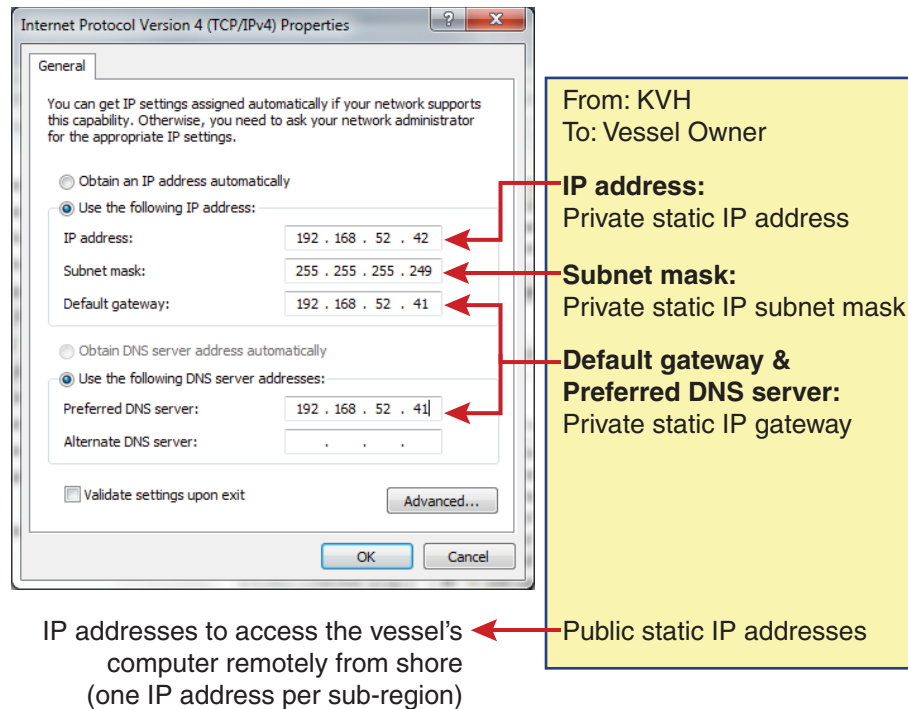 Internet Protocol Version 4 (TCP/IPv4) Properties
?
X
General
You can get IP settings assigned automatically if your network supports
this capability. Otherwise, you need to ask your network administrator
for the appropriate IP settings.
Obtain an IP address automatically
Use the following IP address:
IP address:
192 . 168 . 52 . 42
Subnet mask:
255 . 255 . 255 . 249
Default gateway:
192 . 168 . 52 . 41
Obtain DNS server address automatically
Use the following DNS server addresses:
Preferred DNS server:
192 . 168 . 52 . 41
Alternate DNS server:
. . .
Validate settings upon exit
Advanced...
OK
Cancel
From: KVH
To: Vessel Owner
IP address:
Private static IP address
Subnet mask:
Private static IP subnet mask
Default gateway &
Preferred DNS server:
Private static IP gateway
Public static IP addresses
IP addresses to access the vessel's
computer remotely from shore
(one IP address per sub-region)